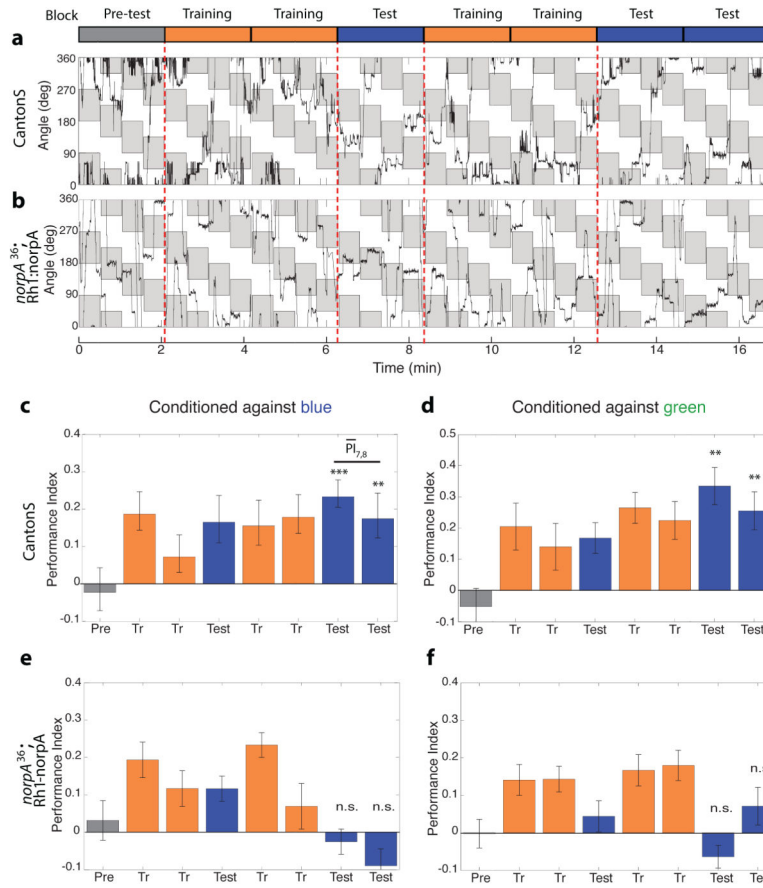 Block Pre-test Training Training Test Training Training Test Test
a
360
270
180
90
0
CantonS
Angle (deg)
b
360
270
180
90
0
norpA36;
Rh1:norpA
Angle (deg)
0 2 4 6 8 10 12 14 16
Time (min)
c Conditioned against blue
0.4
0.3
0.2
0.1
0
-0.1
CantonS
Performance Index
PI7,8
*** **
Pre Tr Tr Test Tr Tr Test Test
d Conditioned against green
0.5
0.4
0.3
0.2
0.1
0
-0.1
Performance Index
** **
Pre Tr Tr Test Tr Tr Test Test
e
0.4
0.3
0.2
0.1
0
-0.1
norpA36;
Rh1-norpA
Performance Index
n.s. n.s.
Pre Tr Tr Test Tr Tr Test Test
f
0.4
0.3
0.2
0.1
0
-0.1
Performance Index
n.s. n.s
Pre Tr Tr Test Tr Tr Test Test